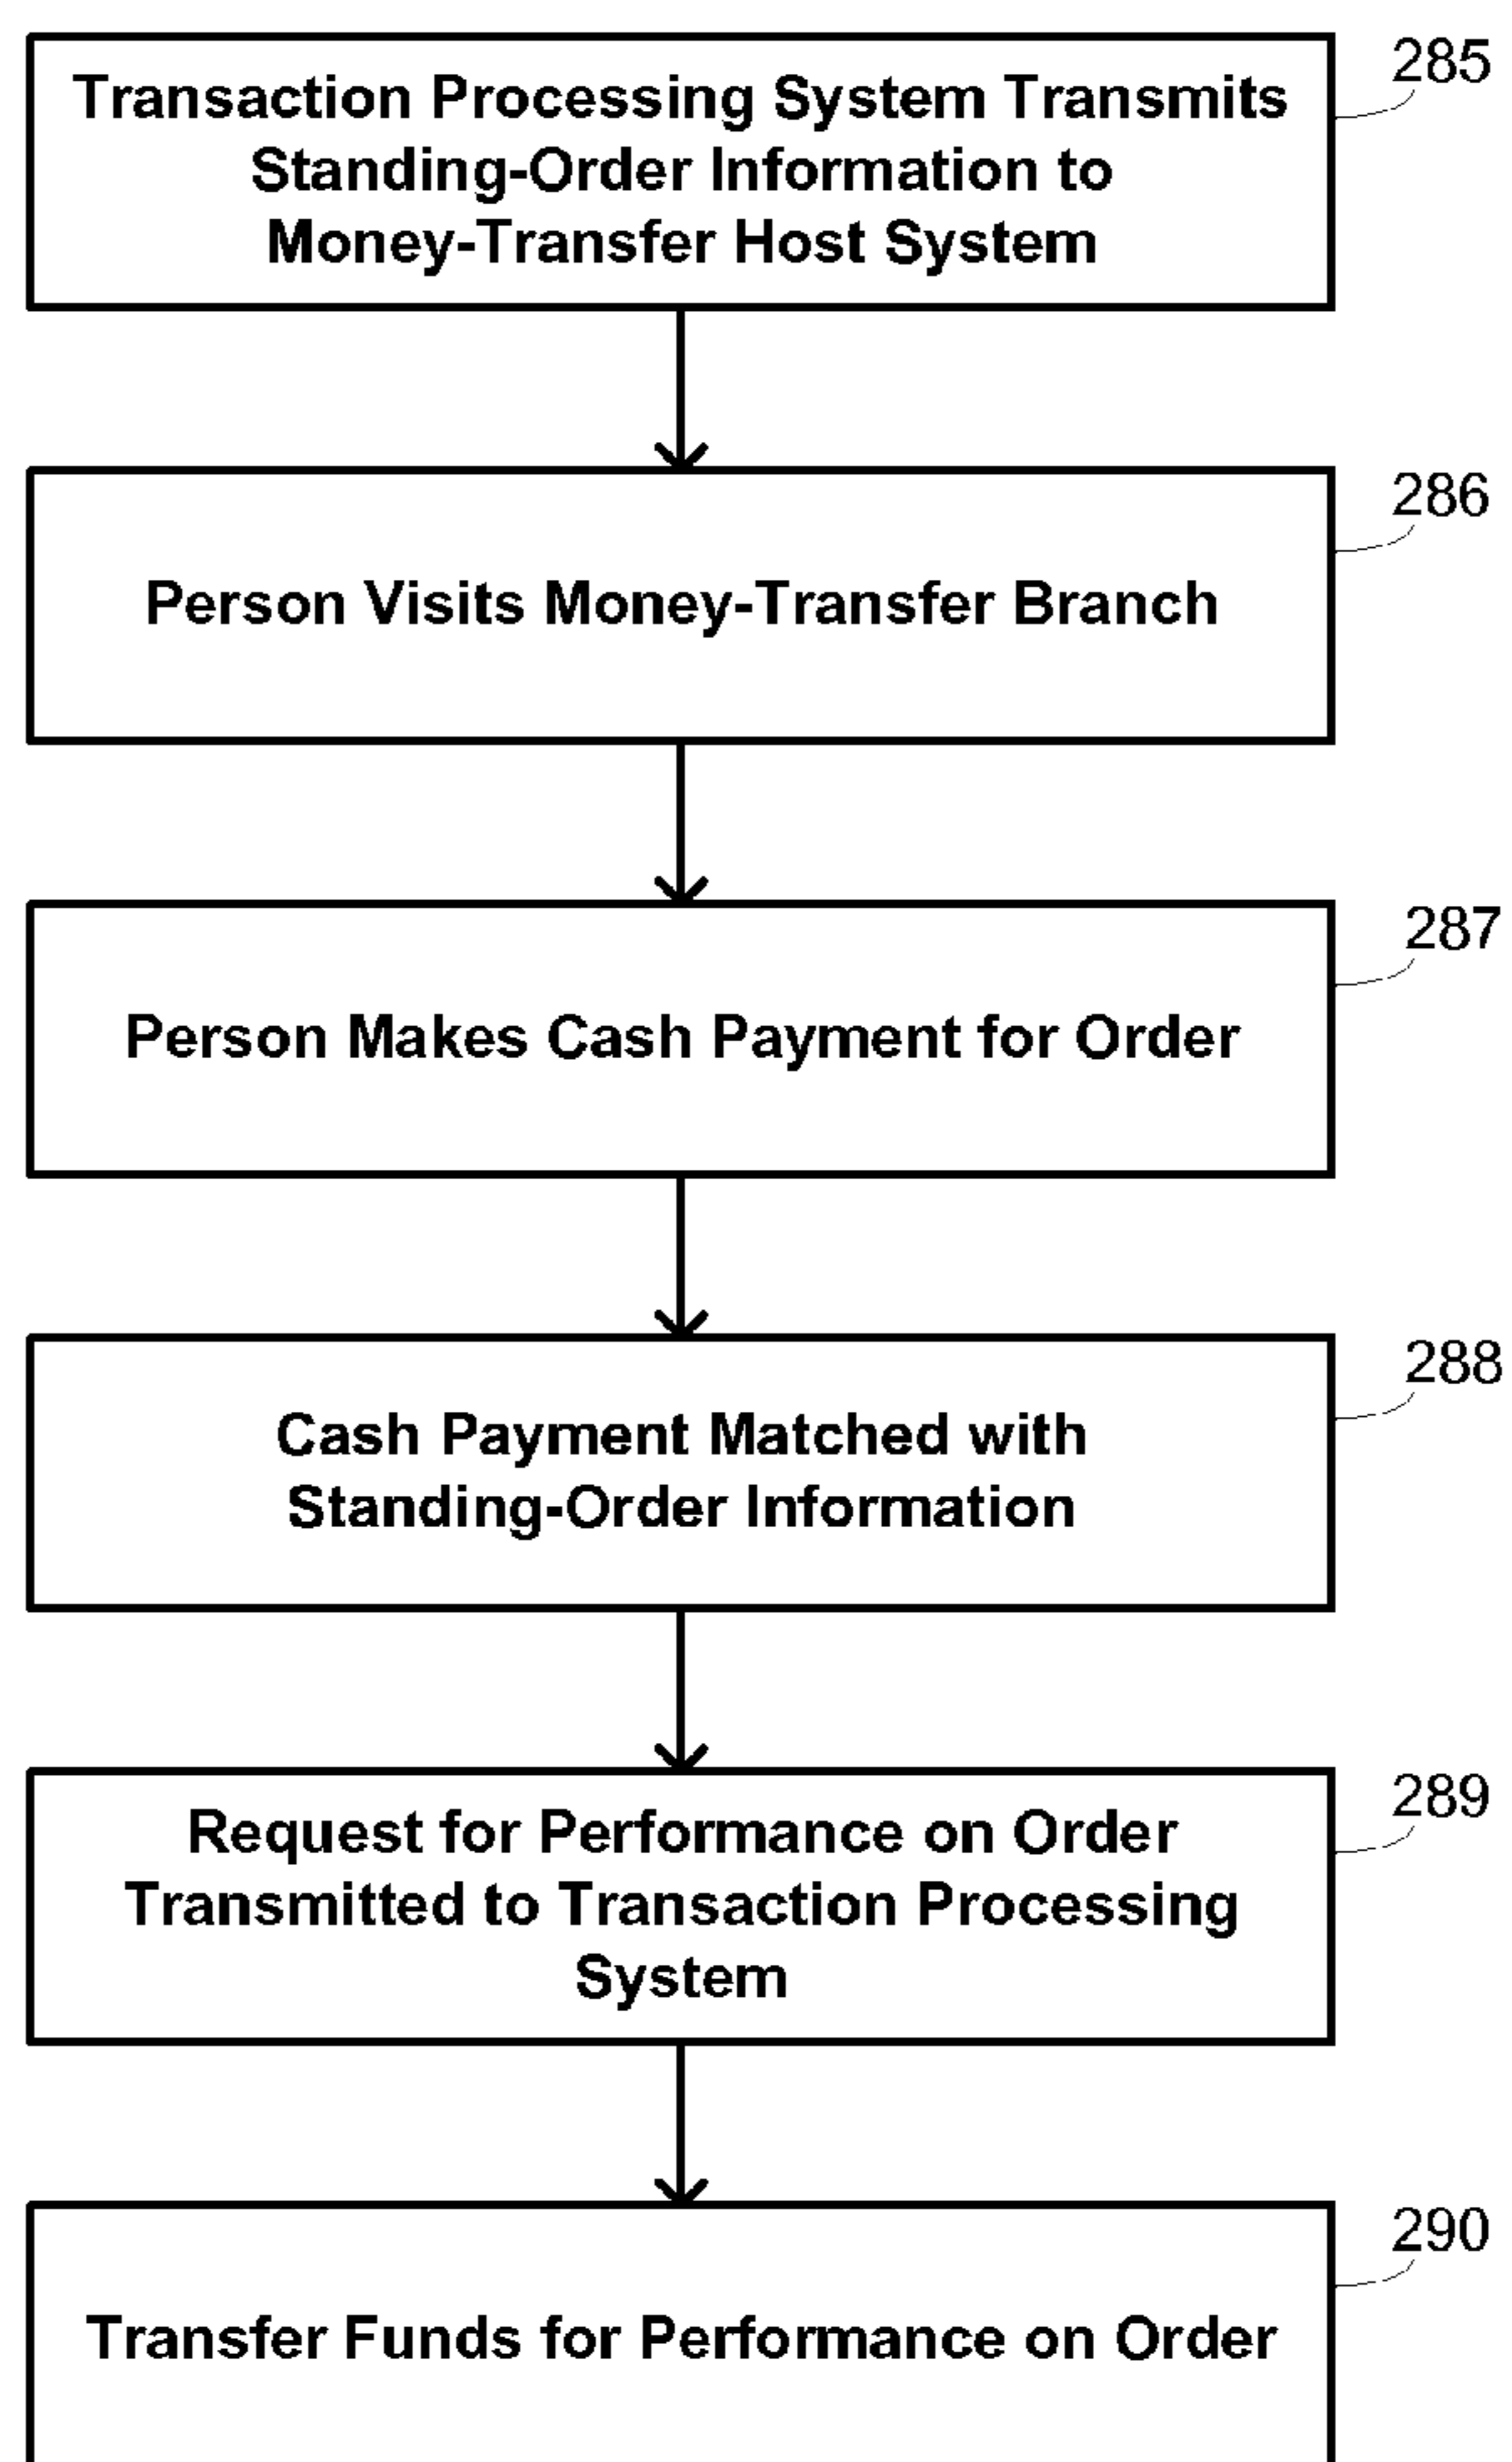 285
Transaction Processing System Transmits
Standing-Order Information to
Money-Transfer Host System
286
Person Visits Money-Transfer Branch
287
Person Makes Cash Payment for Order
288
Cash Payment Matched with
Standing-Order Information
289
Request for Performance on Order
Transmitted to Transaction Processing
System
290
Transfer Funds for Performance on Order